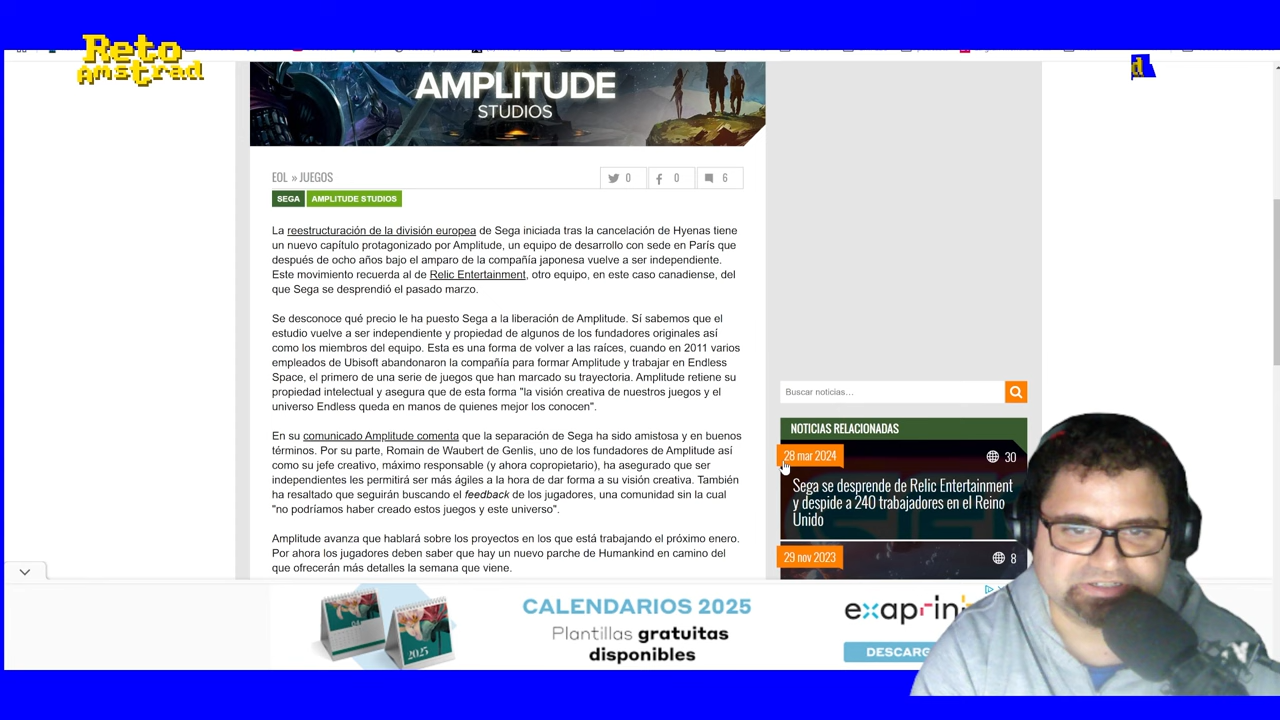 Reto
Amstrad
d
AMPLITUDE
STUDIOS
EOL » JUEGOS
0
0
6
SEGA
AMPLITUDE STUDIOS
La reestructuración de la división europea de Sega iniciada tras la cancelación de Hyenas tiene
un nuevo capítulo protagonizado por Amplitude, un equipo de desarrollo con sede en París que
después de ocho años bajo el amparo de la compañía japonesa vuelve a ser independiente.
Este movimiento recuerda al de Relic Entertainment, otro equipo, en este caso canadiense, del
que Sega se desprendió el pasado marzo.
Se desconoce qué precio le ha puesto Sega a la liberación de Amplitude. Sí sabemos que el
estudio vuelve a ser independiente y propiedad de algunos de los fundadores originales así
como los miembros del equipo. Esta es una forma de volver a las raíces, cuando en 2011 varios
empleados de Ubisoft abandonaron la compañía para formar Amplitude y trabajar en Endless
Space, el primero de una serie de juegos que han marcado su trayectoria. Amplitude retiene su
propiedad intelectual y asegura que de esta forma "la visión creativa de nuestros juegos y el
universo Endless queda en manos de quienes mejor los conocen".
En su comunicado Amplitude comenta que la separación de Sega ha sido amistosa y en buenos
términos. Por su parte, Romain de Waubert de Genlis, uno de los fundadores de Amplitude así
como su jefe creativo, máximo responsable (y ahora copropietario), ha asegurado que ser
independientes les permitirá ser más ágiles a la hora de dar forma a su visión creativa. También
ha resaltado que seguirán buscando el feedback de los jugadores, una comunidad sin la cual
"no podríamos haber creado estos juegos y este universo".
Amplitude avanza que hablará sobre los proyectos en los que está trabajando el próximo enero.
Por ahora los jugadores deben saber que hay un nuevo parche de Humankind en camino del
que ofrecerán más detalles la semana que viene.
Buscar noticias...
NOTICIAS RELACIONADAS
28 mar 2024
30
Sega se desprende de Relic Entertainment
y despide a 240 trabajadores en el Reino
Unido
29 nov 2023
8
2025
CALENDARIOS 2025
Plantillas gratuitas
disponibles
exaprin
DESCARG